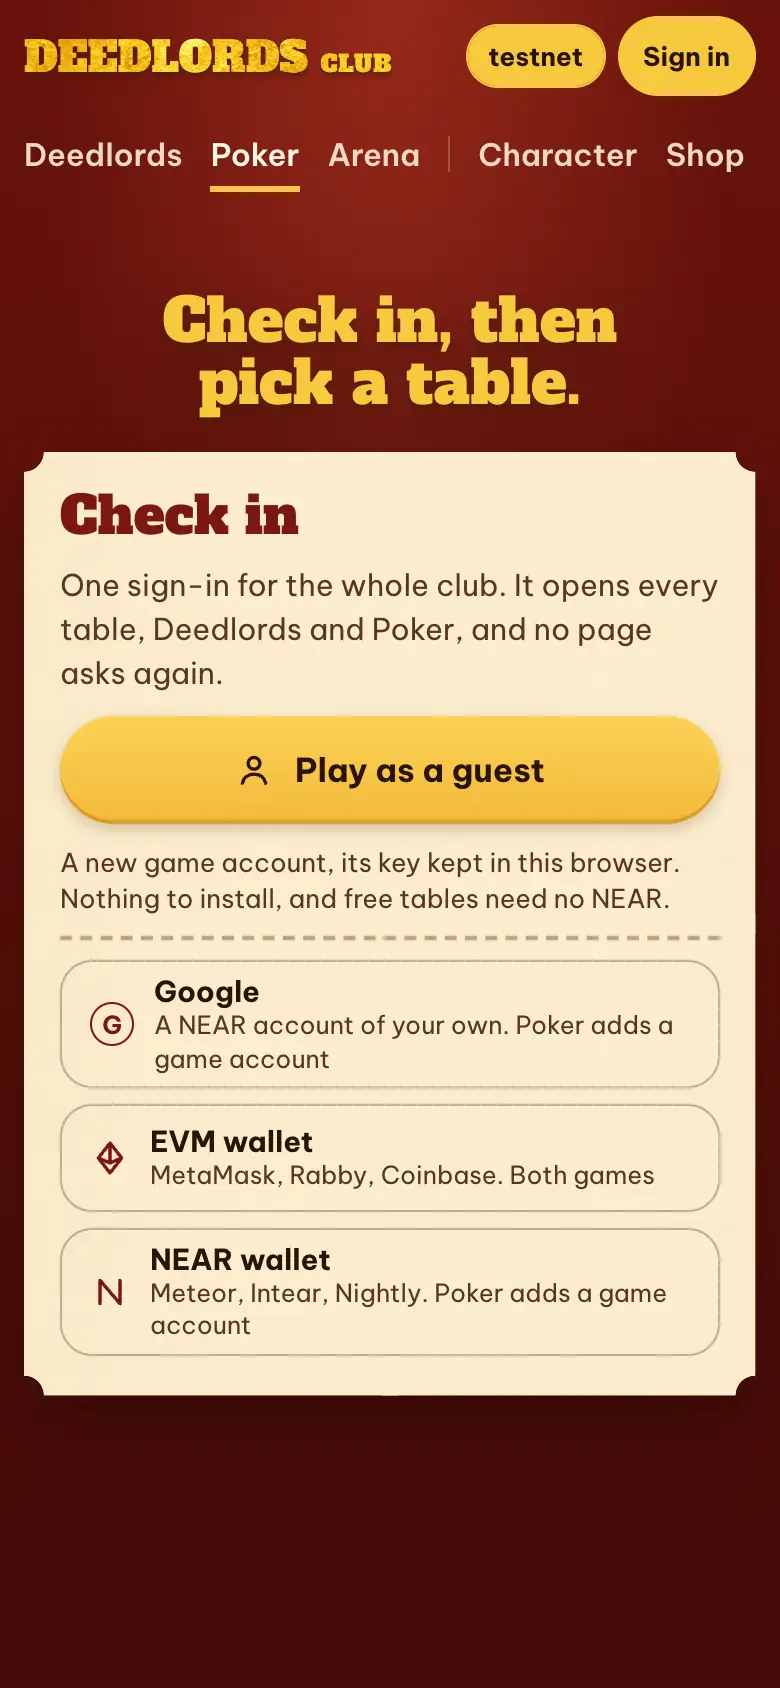 DEEDLORDS CLUB
testnet
Sign in
Deedlords Poker Arena Character Shop
Check in, then
pick a table.
Check in
One sign-in for the whole club. It opens every
table, Deedlords and Poker, and no page
asks again.
Play as a guest
A new game account, its key kept in this browser.
Nothing to install, and free tables need no NEAR.
G
Google
A NEAR account of your own. Poker adds a
game account
EVM wallet
MetaMask, Rabby, Coinbase. Both games
NEAR wallet
Meteor, Intear, Nightly. Poker adds a game
account